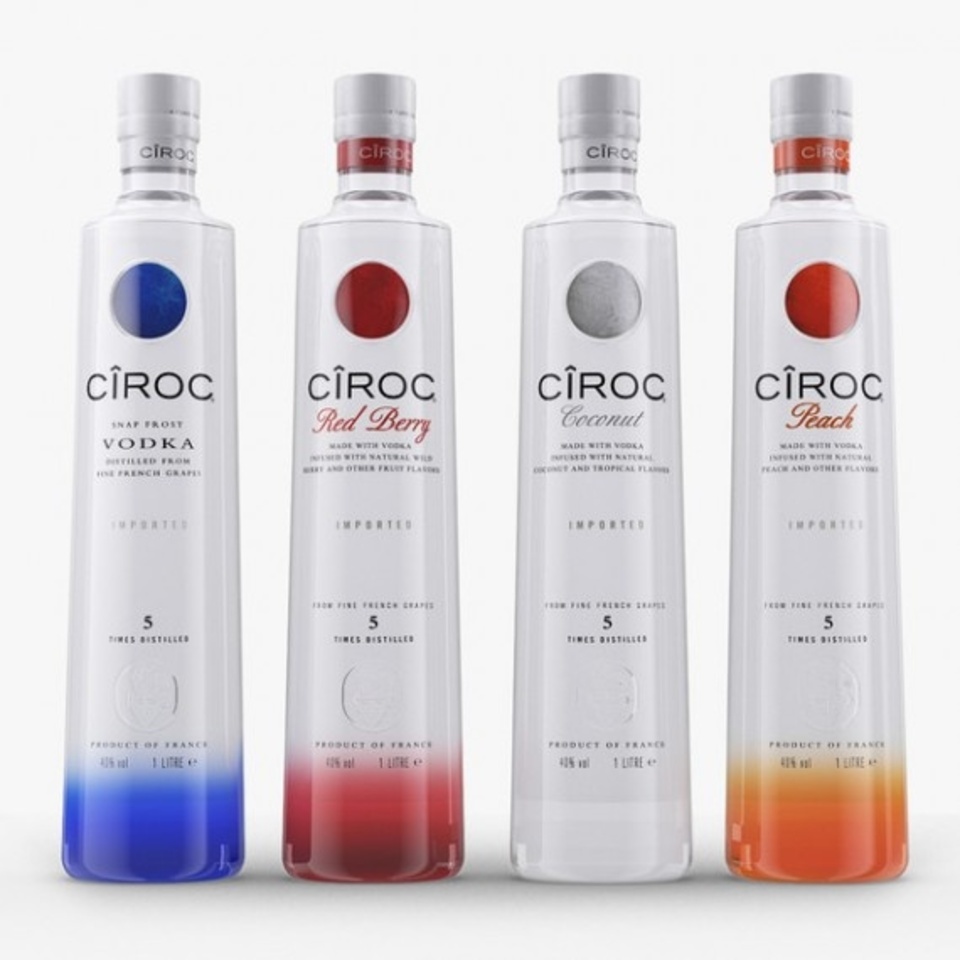 CÎROC
CÎROC
SNAP FROST
VODKA
DISTILLED FROM
FINE FRENCH GRAPES
IMPORTED
5
TIMES DISTILLED
PRODUCT OF FRANCE
40% vol 1 LITRE e
CÎROC
CÎROC
Red Berry
MADE WITH VODKA
INFUSED WITH NATURAL WILD
BERRY AND OTHER FRUIT FLAVORS
IMPORTED
FROM FINE FRENCH GRAPES
5
TIMES DISTILLED
PRODUCT OF FRANCE
40% vol 1 LITRE e
CÎROC
CÎROC
Coconut
MADE WITH VODKA
INFUSED WITH NATURAL
COCONUT AND TROPICAL FLAVORS
IMPORTED
FROM FINE FRENCH GRAPES
5
TIMES DISTILLED
PRODUCT OF FRANCE
40% vol 1 LITRE e
CÎROC
CÎROC
Peach
MADE WITH VODKA
INFUSED WITH NATURAL
PEACH AND OTHER FLAVORS
IMPORTED
FROM FINE FRENCH GRAPES
5
TIMES DISTILLED
PRODUCT OF FRANCE
40% vol 1 LITRE e